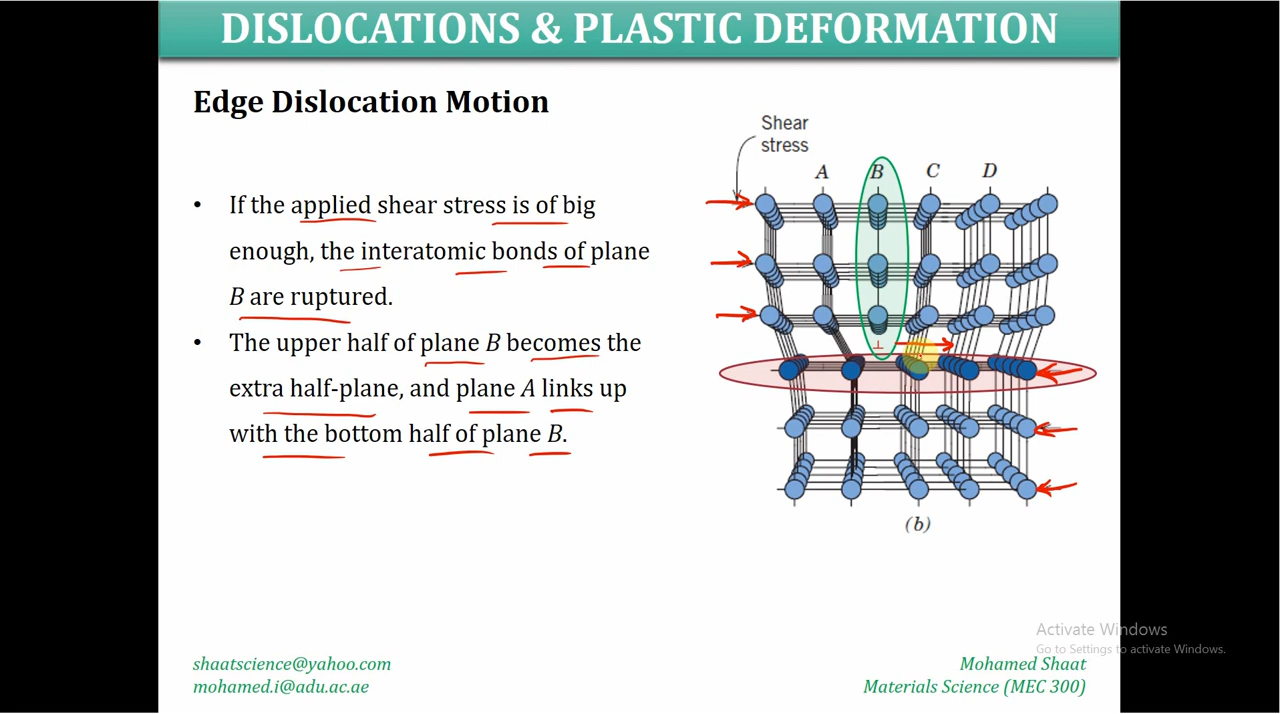 DISLOCATIONS & PLASTIC DEFORMATION
Edge Dislocation Motion
• If the applied shear stress is of big
enough, the interatomic bonds of plane
B are ruptured.
• The upper half of plane B becomes the
extra half-plane, and plane A links up
with the bottom half of plane B.
Shear
stress
A B C D
(b)
Activate Windows
Go to Settings to activate Windows.
shaatscience@yahoo.com
mohamed.i@adu.ac.ae
Mohamed Shaat
Materials Science (MEC 300)